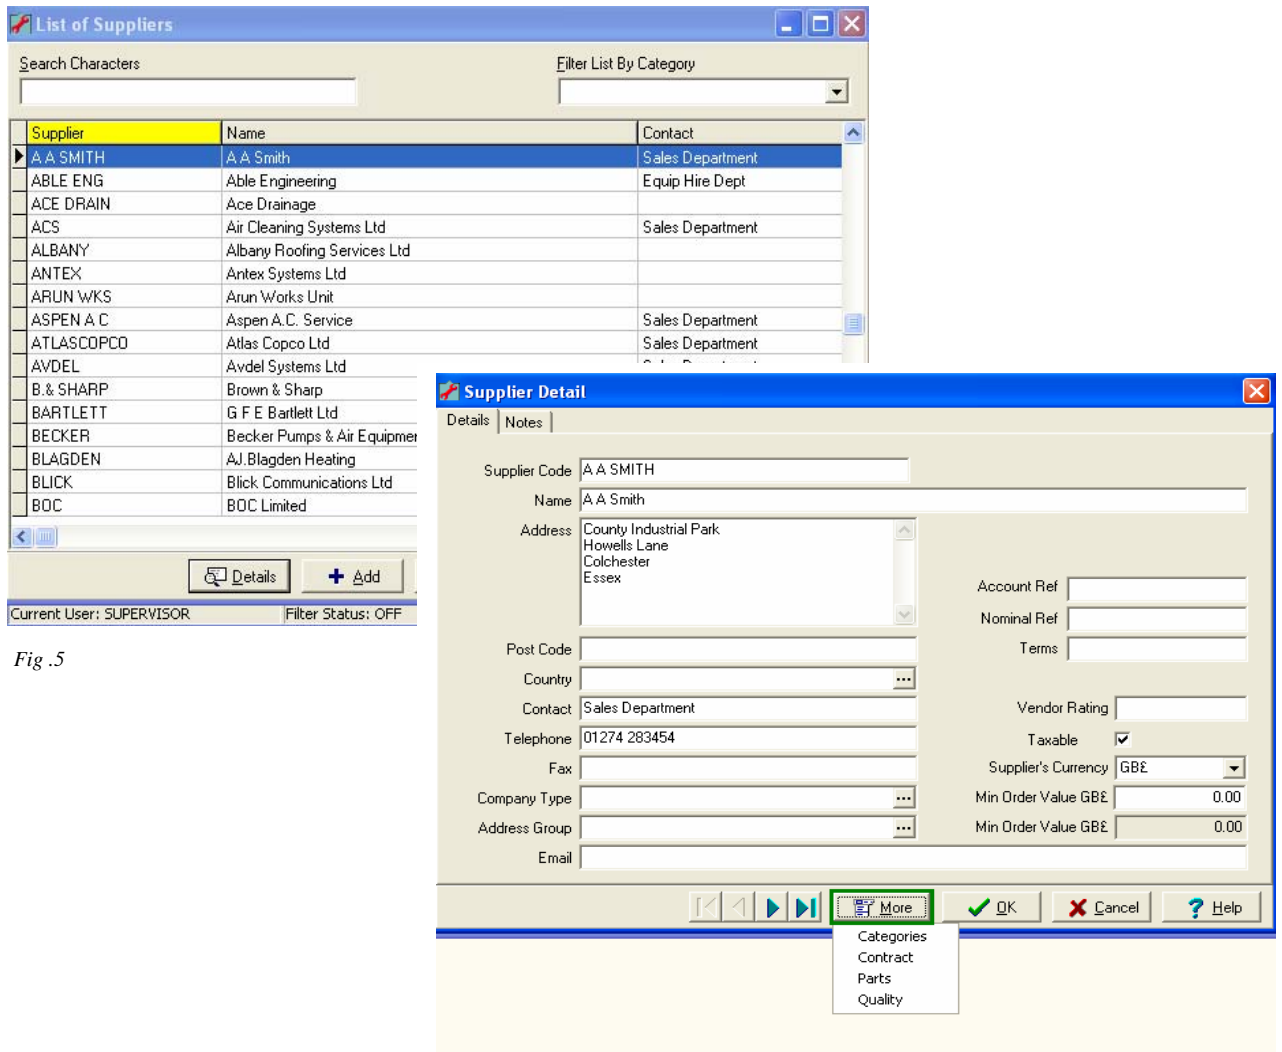 List of Suppliers
Search Characters
Filter List By Category
Supplier Name Contact
A A SMITH A A Smith Sales Department
ABLE ENG Able Engineering Equip Hire Dept
ACE DRAIN Ace Drainage
ACS Air Cleaning Systems Ltd Sales Department
ALBANY Albany Roofing Services Ltd
ANTEX Antex Systems Ltd
ARUN WKS Arun Works Unit
ASPEN A C Aspen A.C. Service Sales Department
ATLASCOPCO Atlas Copco Ltd Sales Department
AVDEL Avdel Systems Ltd
B.& SHARP Brown & Sharp
BARTLETT G F E Bartlett Ltd
BECKER Becker Pumps & Air Equipmer
BLAGDEN AJ.Blagden Heating
BLICK Blick Communications Ltd
BOC BOC Limited
Details Add
Current User: SUPERVISOR Filter Status: OFF
Fig .5
Supplier Detail
Details Notes
Supplier Code A A SMITH
Name A A Smith
Address County Industrial Park
Howells Lane
Colchester
Essex
Account Ref
Nominal Ref
Terms
Post Code
Country ...
Contact Sales Department
Telephone 01274 283454
Fax
Company Type ...
Address Group ...
Email
Vendor Rating
Taxable
Supplier's Currency GB£
Min Order Value GB£ 0.00
Min Order Value GB£ 0.00
More OK Cancel Help
Categories
Contract
Parts
Quality